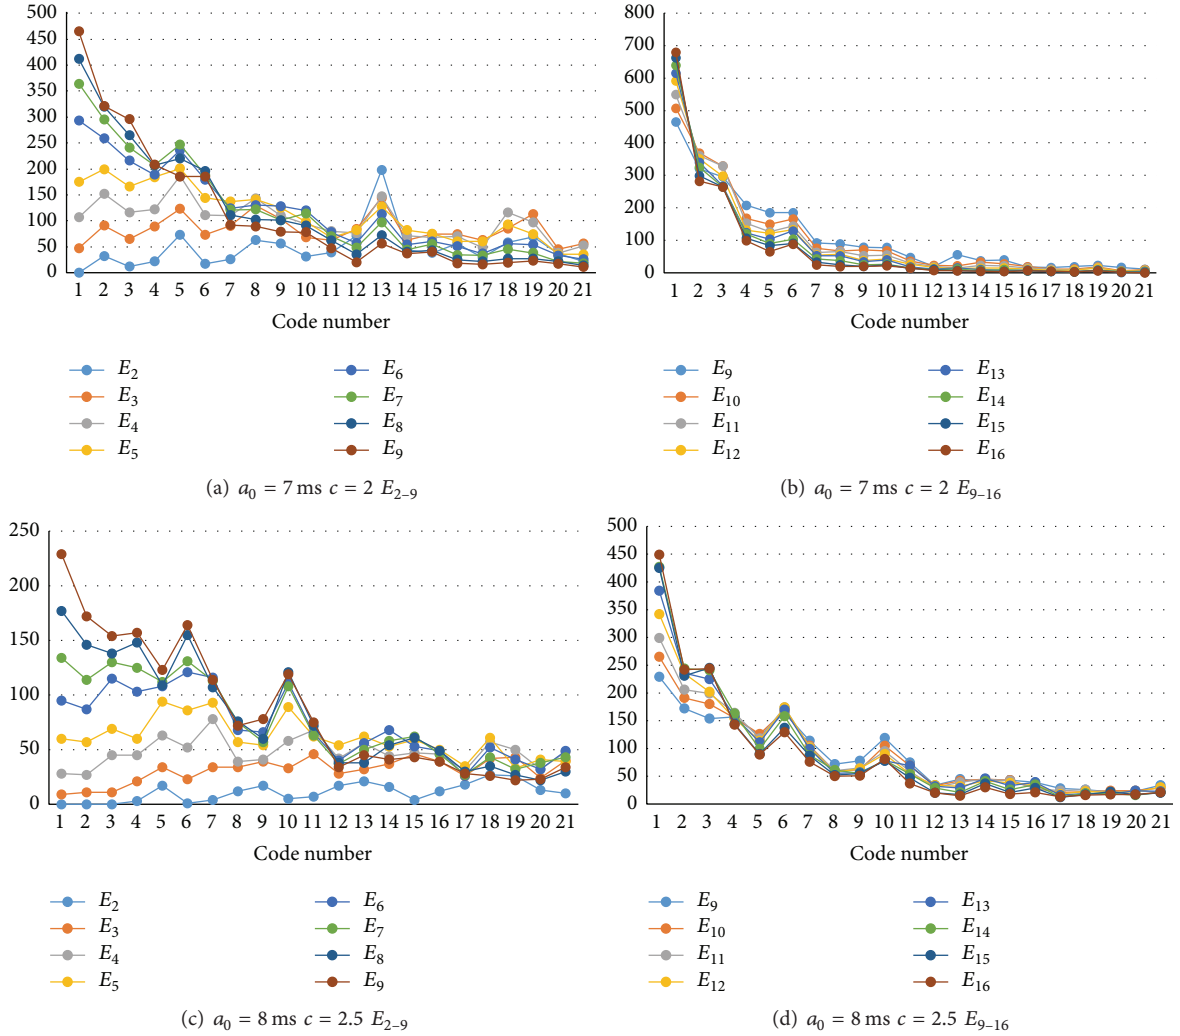 500
450
400
350
300
250
200
150
100
50
0
1 2 3 4 5 6 7 8 9 10 11 12 13 14 15 16 17 18 19 20 21
Code number
E2 E6
E3 E7
E4 E8
E5 E9
(a) a0 = 7 ms c = 2 E2–9
800
700
600
500
400
300
200
100
0
1 2 3 4 5 6 7 8 9 10 11 12 13 14 15 16 17 18 19 20 21
Code number
E9 E13
E10 E14
E11 E15
E12 E16
(b) a0 = 7 ms c = 2 E9–16
250
200
150
100
50
0
1 2 3 4 5 6 7 8 9 10 11 12 13 14 15 16 17 18 19 20 21
Code number
E2 E6
E3 E7
E4 E8
E5 E9
(c) a0 = 8 ms c = 2.5 E2–9
500
450
400
350
300
250
200
150
100
50
0
1 2 3 4 5 6 7 8 9 10 11 12 13 14 15 16 17 18 19 20 21
Code number
E9 E13
E10 E14
E11 E15
E12 E16
(d) a0 = 8 ms c = 2.5 E9–16